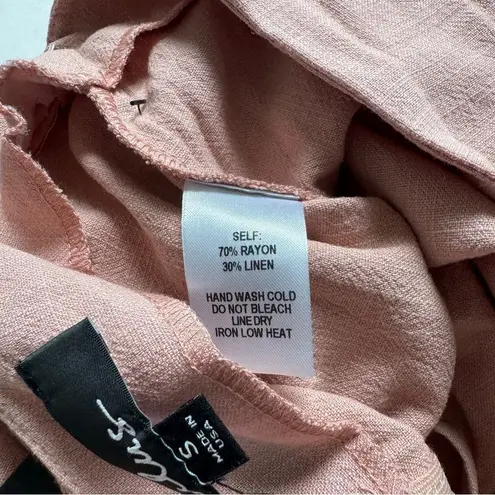 SELF:
70% RAYON
30% LINEN
HAND WASH COLD
DO NOT BLEACH
LINE DRY
IRON LOW HEAT
S
MADE IN
USA